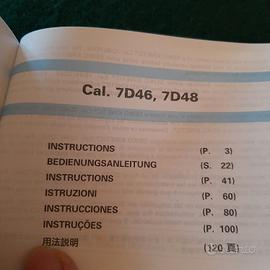 Cal. 7D46, 7D48
INSTRUCTIONS (P. 3)
BEDIENUNGSANLEITUNG (S. 22)
INSTRUCTIONS (P. 41)
ISTRUZIONI (P. 60)
INSTRUCCIONES (P. 80)
INSTRUÇÕES (P. 100)
用法説明 (120 頁)